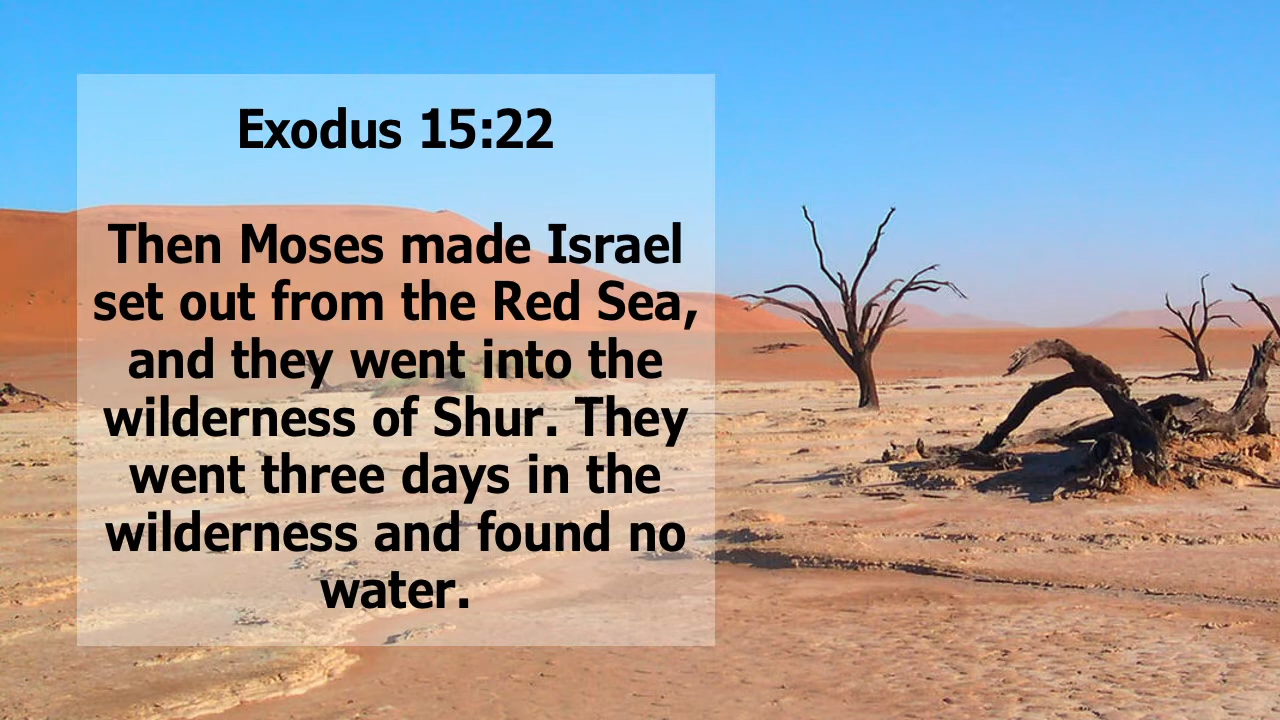 Exodus 15:22
Then Moses made Israel
set out from the Red Sea,
and they went into the
wilderness of Shur. They
went three days in the
wilderness and found no
water.